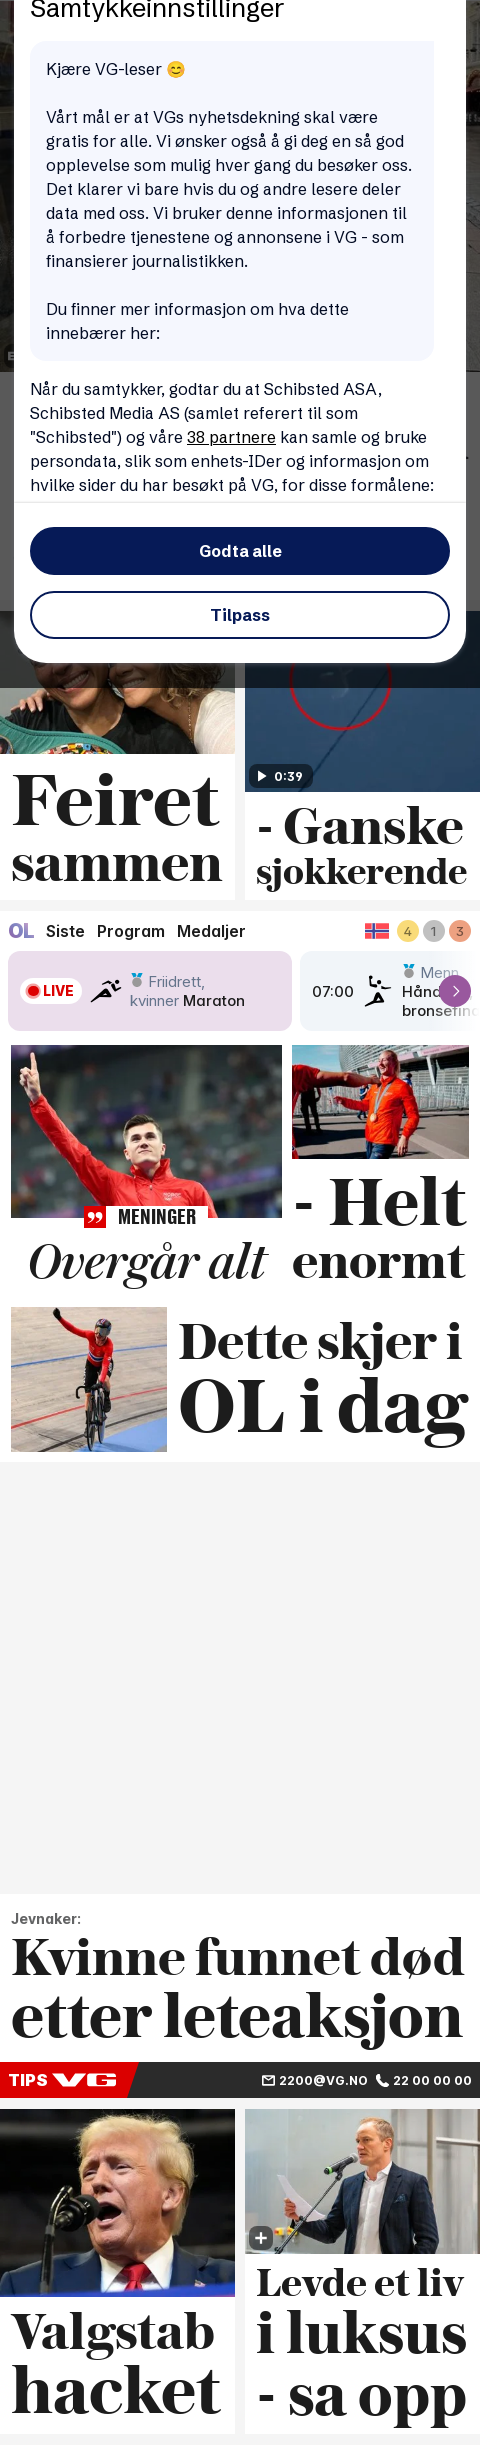 Samtykkeinnstillinger
Kjære VG-leser 😊
Vårt mål er at VGs nyhetsdekning skal være
gratis for alle. Vi ønsker også å gi deg en så god
opplevelse som mulig hver gang du besøker oss.
Det klarer vi bare hvis du og andre lesere deler
data med oss. Vi bruker denne informasjonen til
å forbedre tjenestene og annonsene i VG - som
finansierer journalistikken.
Du finner mer informasjon om hva dette
innebærer her:
Når du samtykker, godtar du at Schibsted ASA,
Schibsted Media AS (samlet referert til som
"Schibsted") og våre 38 partnere kan samle og bruke
persondata, slik som enhets-IDer og informasjon om
hvilke sider du har besøkt på VG, for disse formålene:
Godta alle
Tilpass
0:39
Feiret
sammen
- Ganske
sjokkerende
OL Siste Program Medaljer 4 1 3
LIVE
Friidrett,
kvinner Maraton
07:00
Menn
MENINGER
Overgår alt
- Helt
enormt
Dette skjer i
OL i dag
Jevnaker:
Kvinne funnet død
etter leteaksjon
TIPS VG 2200@VG.NO 22 00 00 00
Valgstab
hacket
Levde et liv
i luksus
- sa opp